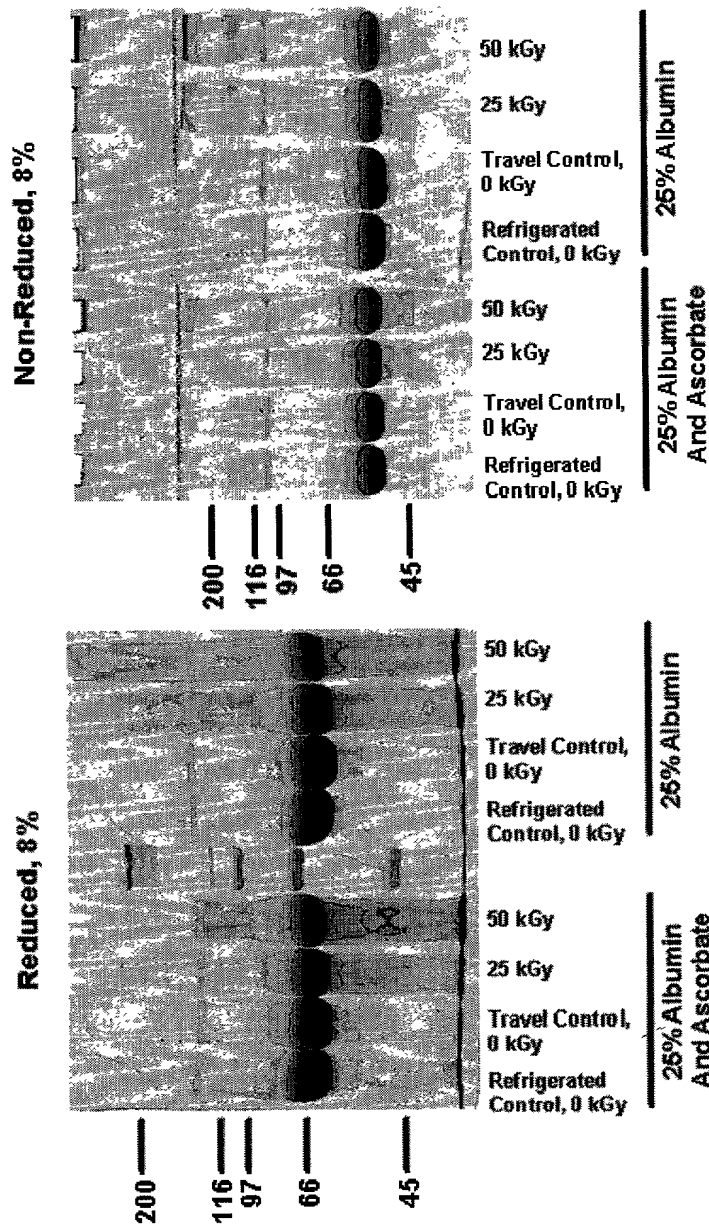 Non-Reduced, 8%
50 kGy
25 kGy
Travel Control,
0 kGy
Refrigerated
Control, 0 kGy
50 kGy
25 kGy
Travel Control,
0 kGy
Refrigerated
Control, 0 kGy
25% Albumin
25% Albumin
And Ascorbate
200
116
97
66
45
Reduced, 8%
50 kGy
25 kGy
Travel Control,
0 kGy
Refrigerated
Control, 0 kGy
50 kGy
25 kGy
Travel Control,
0 kGy
Refrigerated
Control, 0 kGy
25% Albumin
25% Albumin
And Ascorbate
200
116
97
66
45